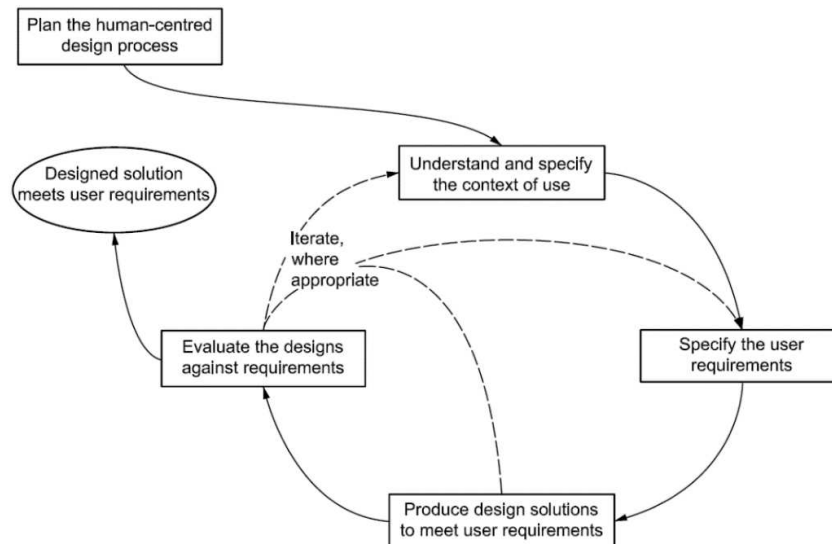 Plan the human-centred
design process
Understand and specify
the context of use
Designed solution
meets user requirements
Iterate,
where
appropriate
Evaluate the designs
against requirements
Specify the user
requirements
Produce design solutions
to meet user requirements